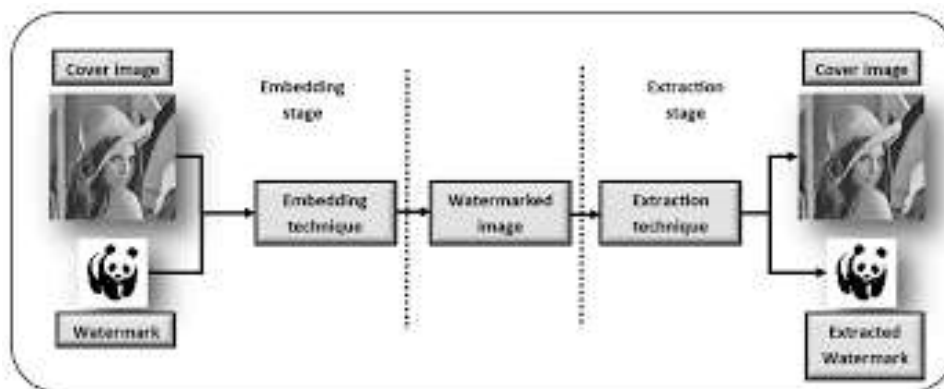 Cover image
Embedding
stage
Extraction
stage
Cover image
Embedding
technique
Watermarked
image
Extraction
technique
Watermark
Extracted
Watermark